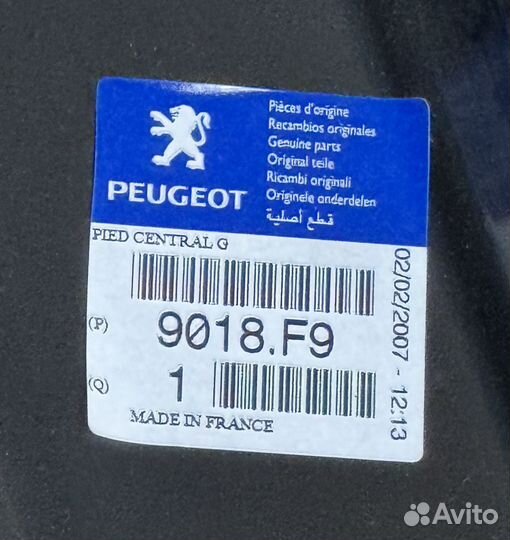 PEUGEOT
Pièces d'origine
Recambios originales
Genuine parts
Original teile
Ricambi originali
Originele onderdelen
قطع أصلية
PIED CENTRAL G
(P) 9018.F9
(Q) 1
MADE IN FRANCE
02/02/2007 - 12:13
Avito